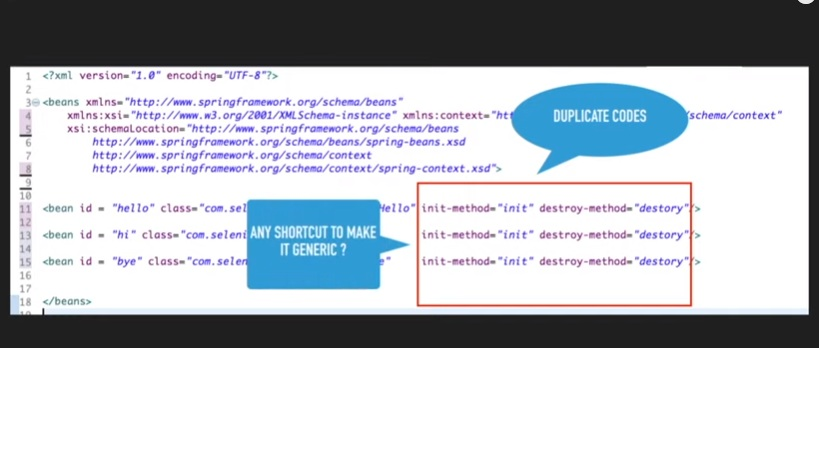 1 <?xml version="1.0" encoding="UTF-8"?>
2
3 <beans xmlns="http://www.springframework.org/schema/beans"
4 xmlns:xsi="http://www.w3.org/2001/XMLSchema-instance" xmlns:context="htt schema/context"
5 xsi:schemaLocation="http://www.springframework.org/schema/beans
6 http://www.springframework.org/schema/beans/spring-beans.xsd
7 http://www.springframework.org/schema/context
8 http://www.springframework.org/schema/context/spring-context.xsd">
9
10
11 <bean id = "hello" class="com.sel Hello" init-method="init" destroy-method="destory"/>
12
13 <bean id = "hi" class="com.seleni init-method="init" destroy-method="destory"/>
14
15 <bean id = "bye" class="com.selen e" init-method="init" destroy-method="destory"/>
16
17
18 </beans>
DUPLICATE CODES
ANY SHORTCUT TO MAKE
IT GENERIC ?